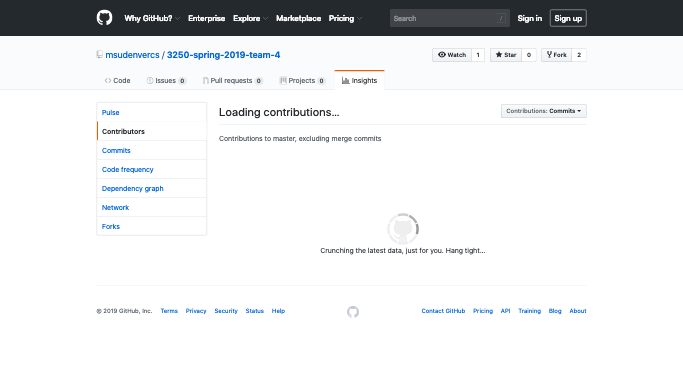 Why GitHub? Enterprise Explore Marketplace Pricing Search / Sign in Sign up
msudenvercs / 3250-spring-2019-team-4 Watch 1 Star 0 Fork 2
Code Issues 0 Pull requests 0 Projects 0 Insights
Pulse
Contributors
Commits
Code frequency
Dependency graph
Network
Forks
Loading contributions… Contributions: Commits
Contributions to master, excluding merge commits
Crunching the latest data, just for you. Hang tight…
© 2019 GitHub, Inc. Terms Privacy Security Status Help Contact GitHub Pricing API Training Blog About